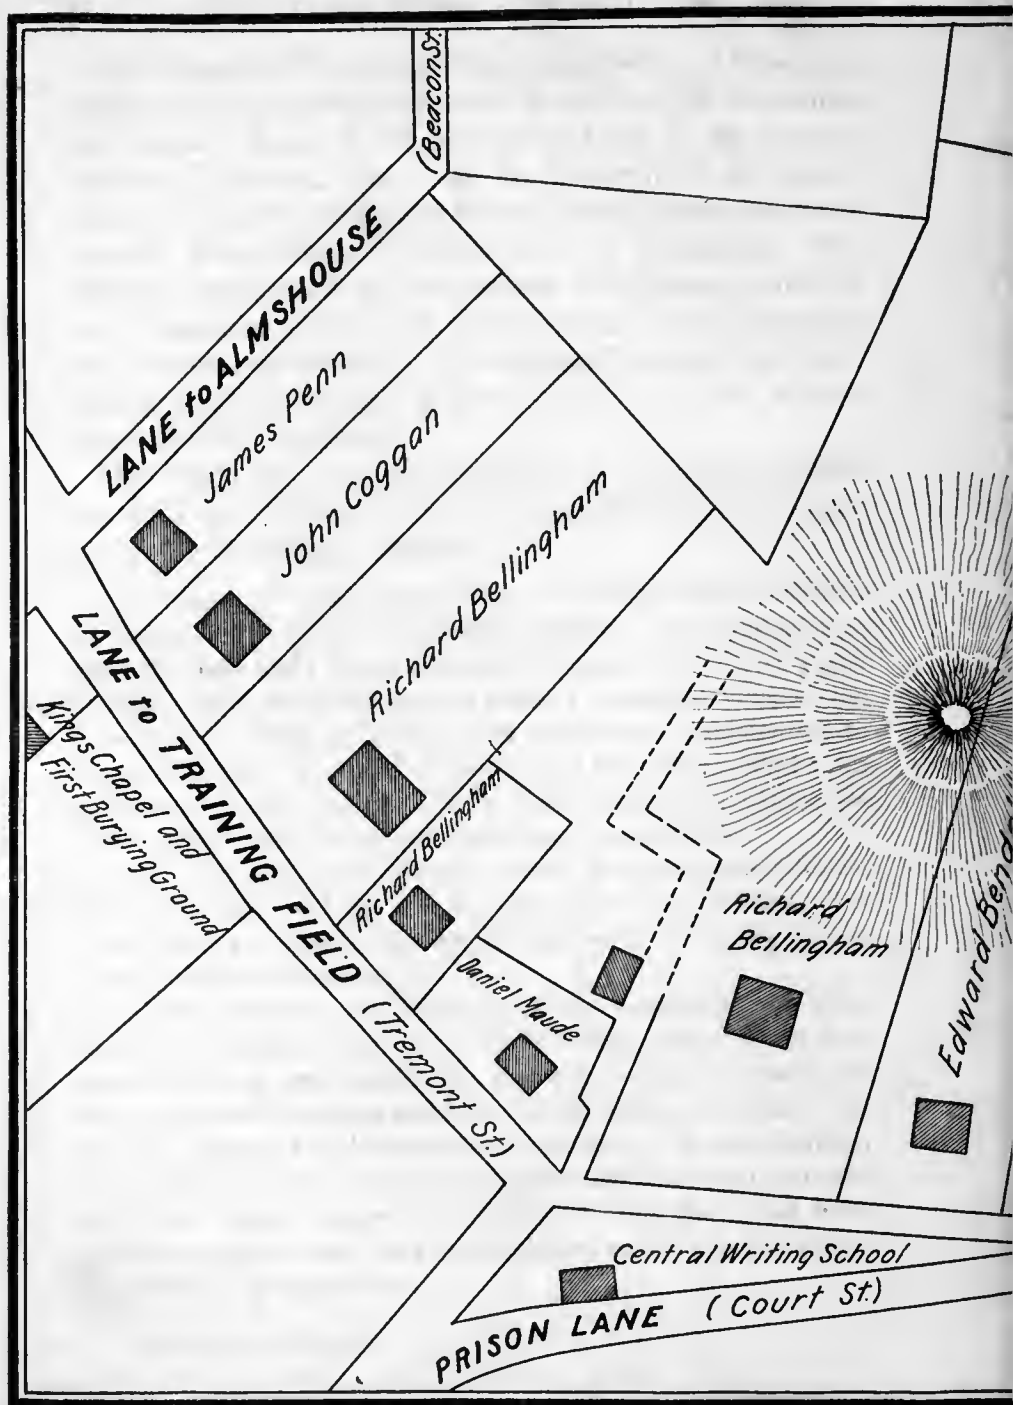 (Beacon St.
LANE to ALMSHOUSE
James Penn
John Coggan
Richard Bellingham
LANE to TRAINING FIELD (Tremont St.)
Kings Chapel and
First Burying Ground
Richard Bellingham
Daniel Maude
Richard
Bellingham
Edward
Central Writing School
PRISON LANE (Court St.)